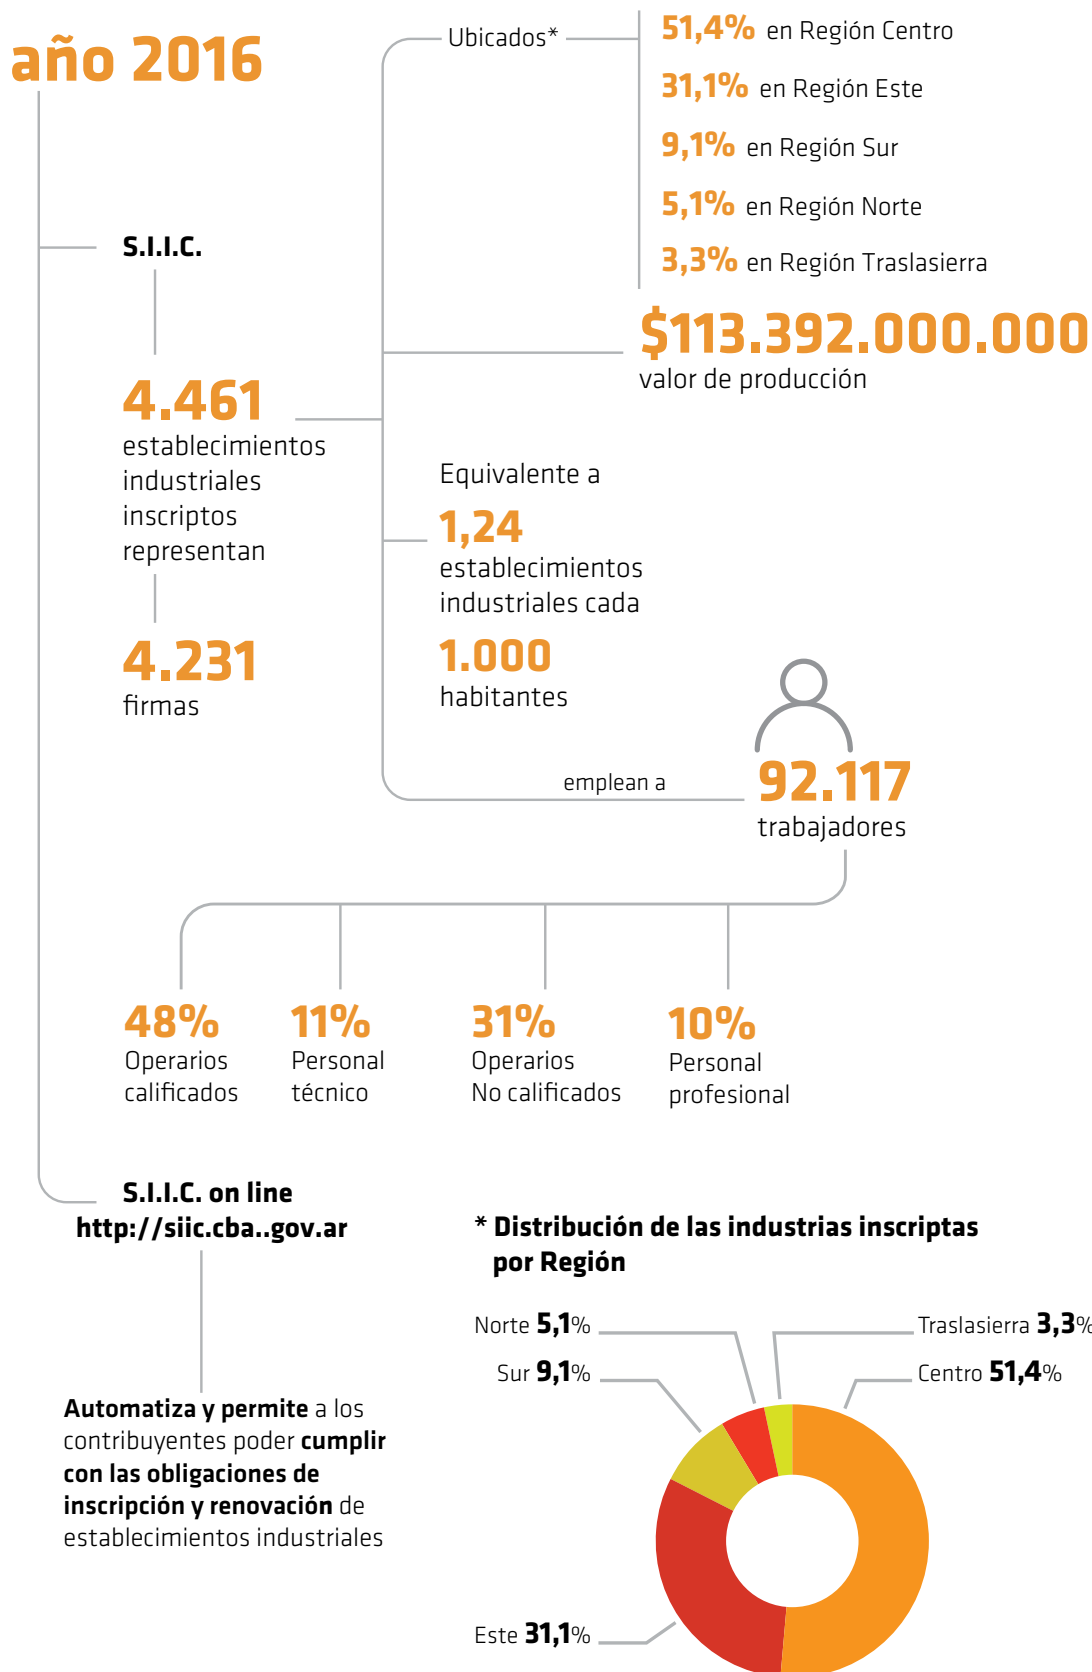 año 2016
Ubicados*
51,4% en Región Centro
31,1% en Región Este
9,1% en Región Sur
5,1% en Región Norte
3,3% en Región Traslasierra
S.I.I.C.
$113.392.000.000
valor de producción
4.461
establecimientos
industriales
inscriptos
representan
4.231
firmas
Equivalente a
1,24
establecimientos
industriales cada
1.000
habitantes
emplean a
92.117
trabajadores
48%
Operarios
calificados
11%
Personal
técnico
31%
Operarios
No calificados
10%
Personal
profesional
S.I.I.C. on line
http://siic.cba..gov.ar
Automatiza y permite a los
contribuyentes poder cumplir
con las obligaciones de
inscripción y renovación de
establecimientos industriales
* Distribución de las industrias inscriptas
por Región
Norte 5,1%
Traslasierra 3,3%
Sur 9,1%
Centro 51,4%
Este 31,1%